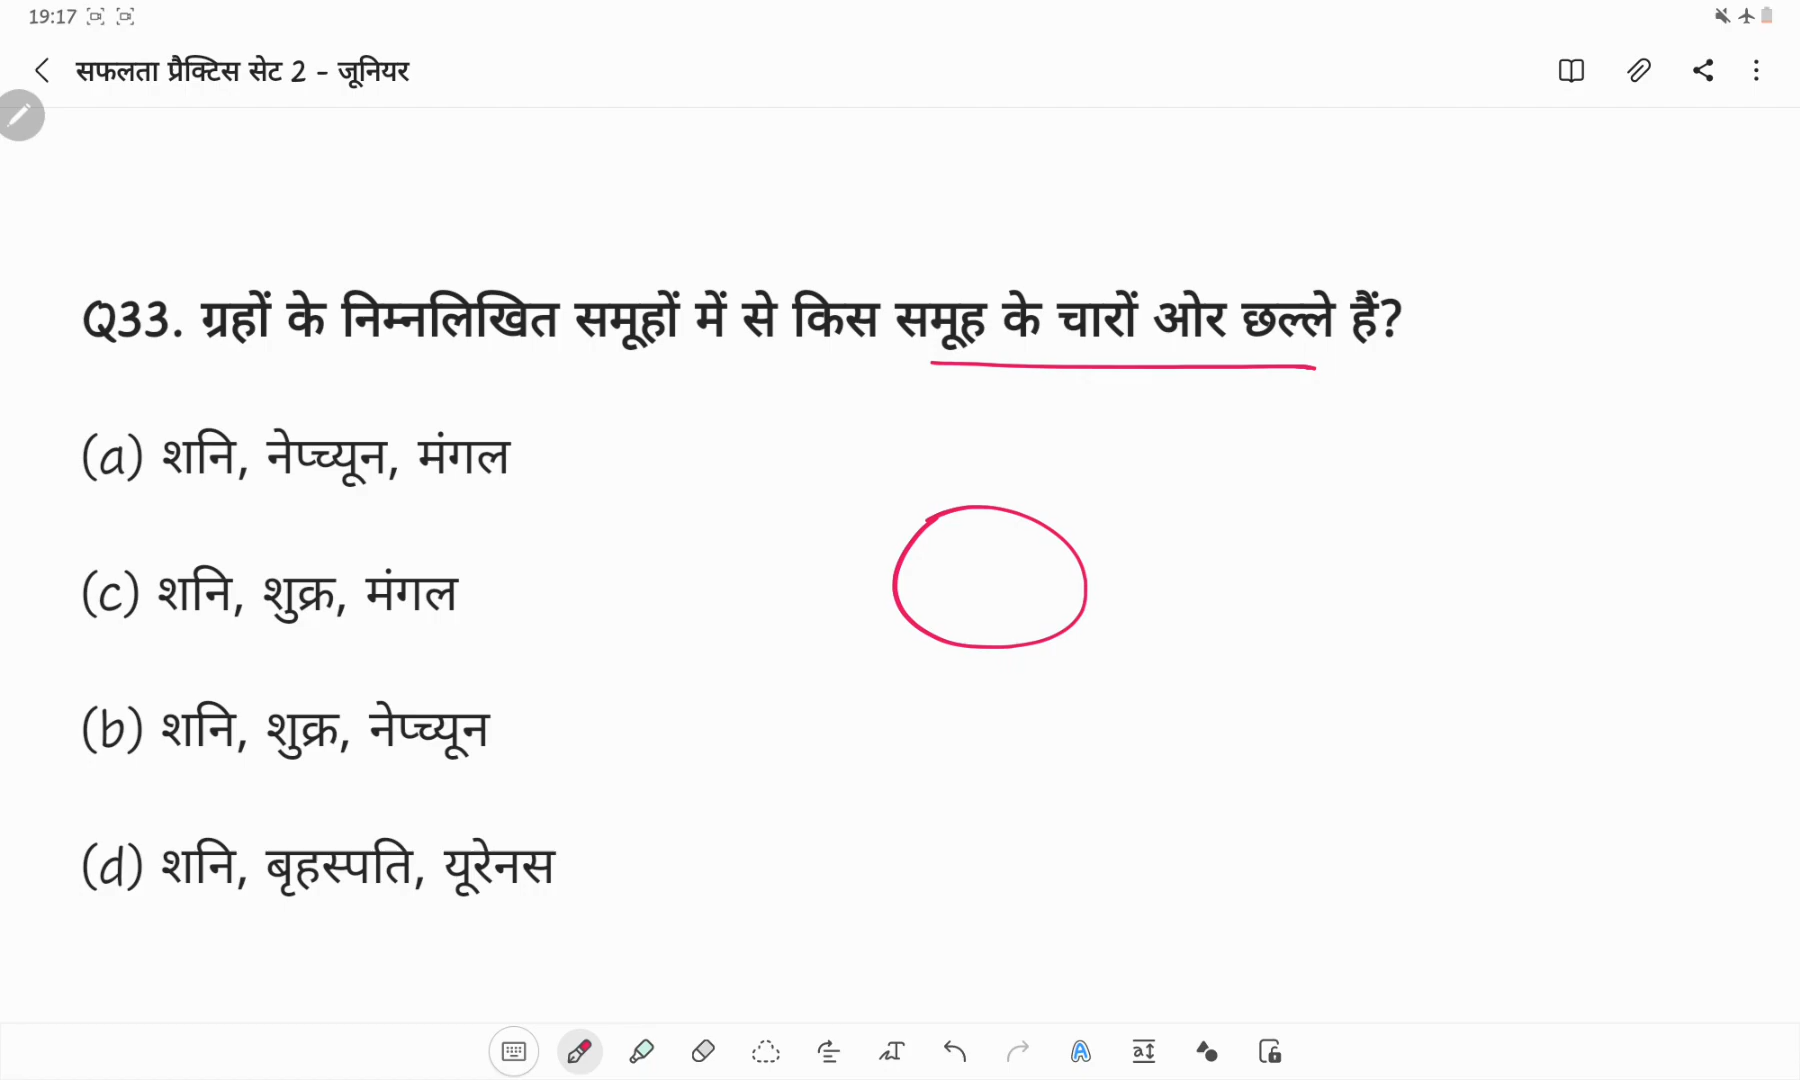 19:17
सफलता प्रैक्टिस सेट 2 - जूनियर
Q33. ग्रहों के निम्नलिखित समूहों में से किस समूह के चारों ओर छल्ले हैं?
(a) शनि, नेप्च्यून, मंगल
(c) शनि, शुक्र, मंगल
(b) शनि, शुक्र, नेप्च्यून
(d) शनि, बृहस्पति, यूरेनस